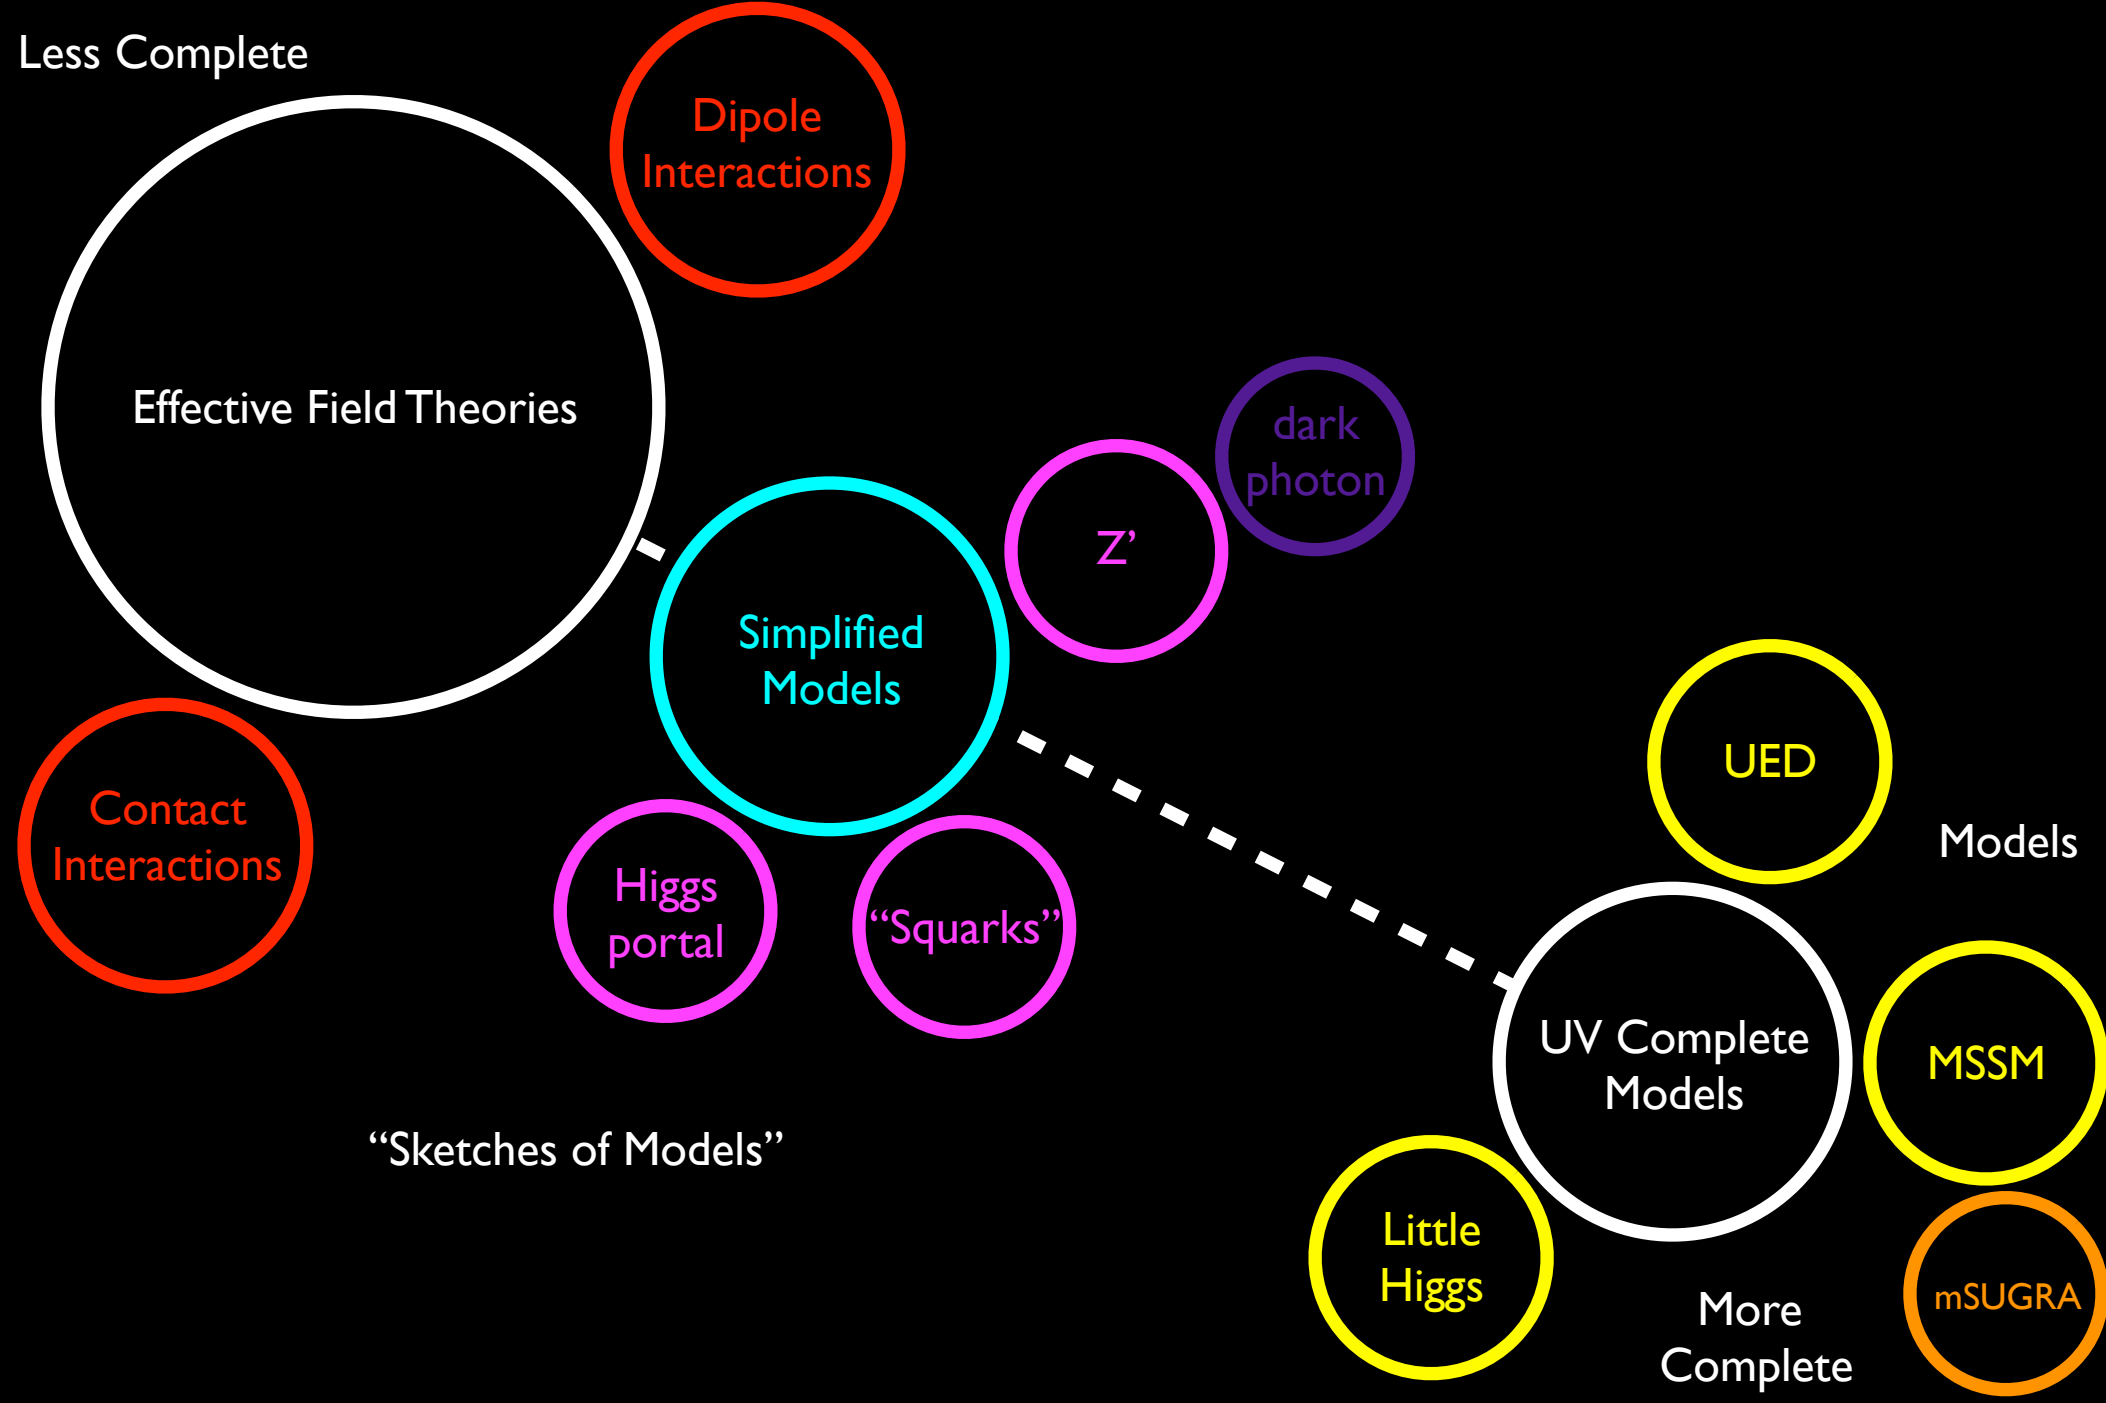 Less Complete
Dipole
Interactions
Effective Field Theories
dark
photon
Z’
Simplified
Models
UED
Contact
Interactions
Models
Higgs
portal
“Squarks”
UV Complete
Models
MSSM
“Sketches of Models”
Little
Higgs
More
Complete
mSUGRA